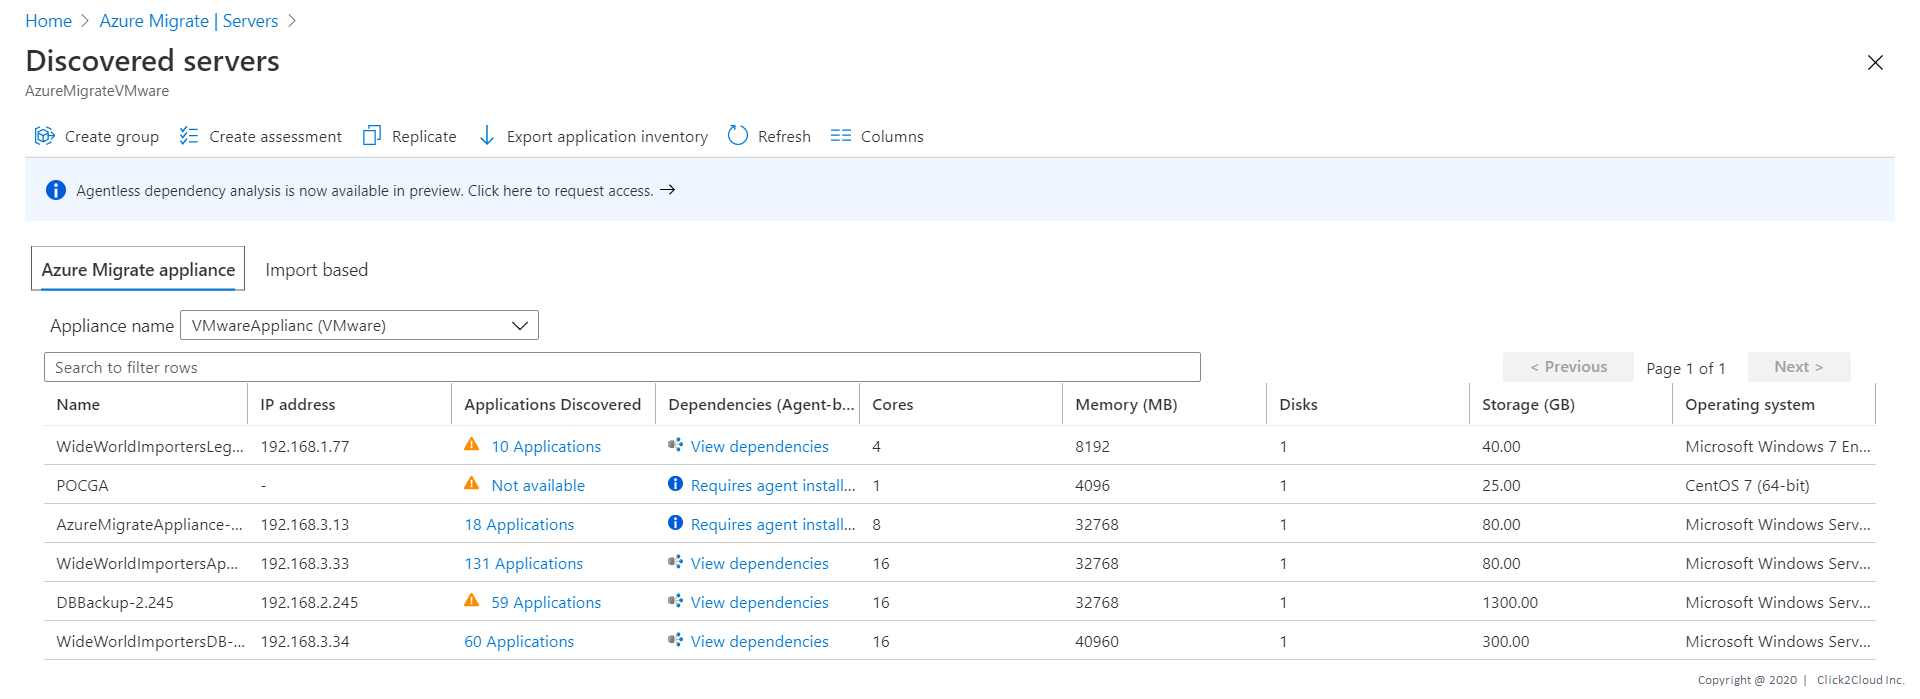 Home > Azure Migrate | Servers >
Discovered servers
AzureMigrateVMware
Create group Create assessment Replicate Export application inventory Refresh Columns
Agentless dependency analysis is now available in preview. Click here to request access. →
Azure Migrate appliance Import based
Appliance name VMwareApplianc (VMware)
Search to filter rows < Previous Page 1 of 1 Next >
Name IP address Applications Discovered Dependencies (Agent-b... Cores Memory (MB) Disks Storage (GB) Operating system
WideWorldImportersLeg... 192.168.1.77 10 Applications View dependencies 4 8192 1 40.00 Microsoft Windows 7 En...
POCGA - Not available Requires agent install... 1 4096 1 25.00 CentOS 7 (64-bit)
AzureMigrateAppliance-... 192.168.3.13 18 Applications Requires agent install... 8 32768 1 80.00 Microsoft Windows Serv...
WideWorldImportersAp... 192.168.3.33 131 Applications View dependencies 16 32768 1 80.00 Microsoft Windows Serv...
DBBackup-2.245 192.168.2.245 59 Applications View dependencies 16 32768 1 1300.00 Microsoft Windows Serv...
WideWorldImportersDB-... 192.168.3.34 60 Applications View dependencies 16 40960 1 300.00 Microsoft Windows Serv...
Copyright @ 2020 | Click2Cloud Inc.